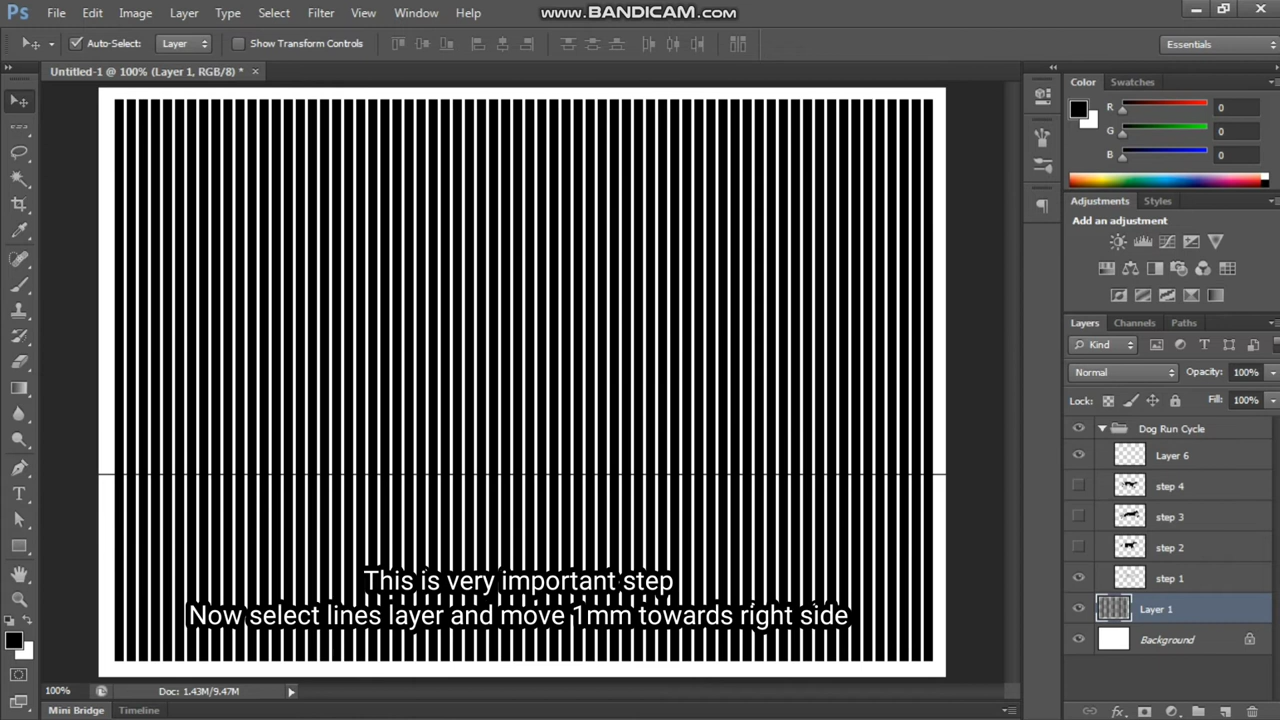 Ps File Edit Image Layer Type Select Filter View Window Help
www.BANDICAM.com
Auto-Select: Layer Show Transform Controls Essentials
Untitled-1 @ 100% (Layer 1, RGB/8) * ×
Color Swatches
R 0
G 0
B 0
Adjustments Styles
Add an adjustment
Layers Channels Paths
Kind
Normal Opacity: 100%
Lock: Fill: 100%
Dog Run Cycle
Layer 6
step 4
step 3
step 2
step 1
Layer 1
Background
This is very important step
Now select lines layer and move 1mm towards right side
100% Doc: 1.43M/9.47M
Mini Bridge Timeline